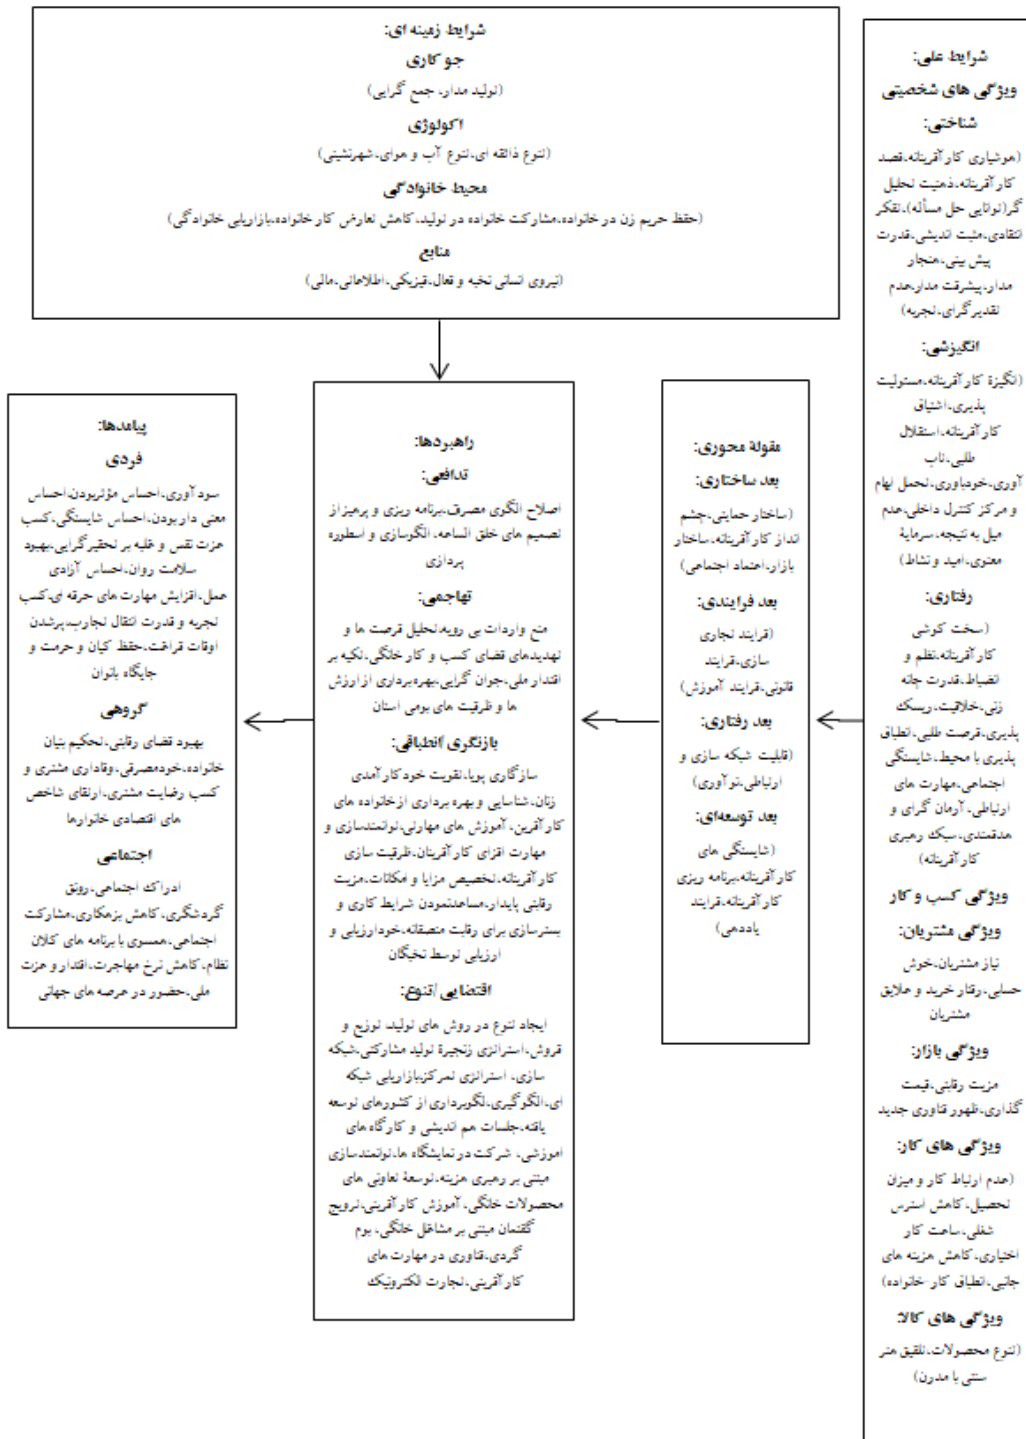 شرایط زمینه ای:
جو کاری
(تولید مدار، جمع گرایی)
اکولوژی
(تنوع ذائقه ای،تنوع آب و هوای،شهرنشینی)
محیط خانوادگی
(حفظ حریم زن در خانواده،مشارکت خانواده در تولید،کاهش تعارض کار خانواده،بازاریابی خانوادگی)
منابع
(نیروی انسانی نخبه و فعال،فیزیکی،اطلاعاتی،مالی)
شرایط علی:
ویژگی های شخصیتی
شناختی:
(هوشیاری کارآفرینانه،قصد
کارآفرینانه،ذهنیت تحلیل
گر(توانایی حل مسأله)،تفکر
انتقادی،مثبت اندیشی،قدرت
پیش بینی،هنجار
مدار،پیشرفت مدار،عدم
تقدیرگرای،تجربه)
انگیزشی:
(انگیزۀ کارآفرینانه،مسئولیت
پذیری،اشتیاق
کارآفرینانه،استقلال
طلبی،تاب
آوری،خودباوری،تحمل ابهام
و مرکز کنترل داخلی،عدم
میل به نتیجه،سرمایۀ
معنوی،امید و نشاط)
رفتاری:
(سخت کوشی
کارآفرینانه،نظم و
انضباط،قدرت چانه
زنی،خلاقیت،ریسک
پذیری،فرصت طلبی،انطباق
پذیری با محیط،شایستگی
اجتماعی،مهارت های
ارتباطی،آرمان گرای و
هدفمندی،سبک رهبری
کارآفرینانه)
ویژگی کسب و کار
ویژگی مشتریان:
نیاز مشتریان،خوش
حسابی،رفتار خرید و علایق
مشتریان
ویژگی بازار:
مزیت رقابتی،قیمت
گذاری،ظهور فناوری جدید
ویژگی های کار:
(عدم ارتباط کار و میزان
تحصیل،کاهش استرس
شغلی،ساعت کار
اختیاری،کاهش هزینه های
جانبی،انطباق کار-خانواده)
ویژگی های کالا:
(تنوع محصولات،تلفیق هنر
سنتی با مدرن)
مقولۀ محوری:
بعد ساختاری:
(ساختار حمایتی،چشم
انداز کارآفرینانه،ساختار
بازار،اعتماد اجتماعی)
بعد فرایندی:
(فرایند تجاری
سازی،فرایند
قانونی،فرایند آموزش)
بعد رفتاری:
(قابلیت شبکه سازی و
ارتباطی،نوآوری)
بعد توسعه‌ای:
(شایستگی های
کارآفرینانه،برنامه ریزی
کارآفرینانه،فرایند
یاددهی)
راهبردها:
تدافعی:
اصلاح الگوی مصرف،برنامه ریزی و پرهیز از
تصمیم های خلق الساعه، الگوسازی و اسطوره
پردازی
تهاجمی:
منع واردات بی رویه،تحلیل فرصت ها و
تهدیدهای فضای کسب و کار خانگی،تکیه بر
اقتدار ملی،جوان گرایی،بهره برداری از ارزش
ها و ظرفیت های بومی استان
بازنگری/انطباقی:
سازگاری پویا،تقویت خودکارآمدی
زنان،شناسایی و بهره برداری از خانواده های
کارآفرین، آموزش های مهارتی،توانمندسازی و
مهارت افزای کارآفرینان،ظرفیت سازی
کارآفرینانه،تخصیص مزایا و امکانات،مزیت
رقابتی پایدار،مساعدنمودن شرایط کاری و
بسترسازی برای رقابت منصفانه،خودارزیابی و
ارزیابی توسط نخبگان
اقتضایی/تنوع:
ایجاد تنوع در روش های تولید، توزیع و
فروش،استراتژی زنجیرۀ تولید مشارکتی،شبکه
سازی، استراتژی تمرکز،بازاریابی شبکه
ای،الگوگیری،لگوبرداری از کشورهای توسعه
یافته،جلسات هم اندیشی و کارگاه های
اموزشی، شرکت در نمایشگاه ها،توانمندسازی
مبتنی بر رهبری هزینه،توسعۀ تعاونی های
محصولات خانگی، آموزش کارآفرینی،ترویج
گفتمان مبتنی بر مشاغل خانگی، بوم
گردی،فناوری در مهارت های
کارآفرینی،تجارت الکترونیک
پیامدها:
فردی
سودآوری،احساس مؤثربودن،احساس
معنی داربودن،احساس شایستگی،کسب
عزت نفس و غلبه بر تحقیرگرایی،بهبود
سلامت روان،احساس آزادی
عمل،افزایش مهارت های حرفه ای،کسب
تجربه و قدرت انتقال تجارب،پرشدن
اوقات فراغت،حفظ کیان و حرمت و
جایگاه بانوان
گروهی
بهبود فضای رقابتی،تحکیم بنیان
خانواده،خودمصرفی،وفاداری مشتری و
کسب رضایت مشتری،ارتقای شاخص
های اقتصادی خانوارها
اجتماعی
ادراک اجتماعی،رونق
گردشگری،کاهش بزهکاری،مشارکت
اجتماعی،همسوی با برنامه های کلان
نظام،کاهش نرخ مهاجرت،اقتدار و عزت
ملی،حضور در عرصه های جهانی